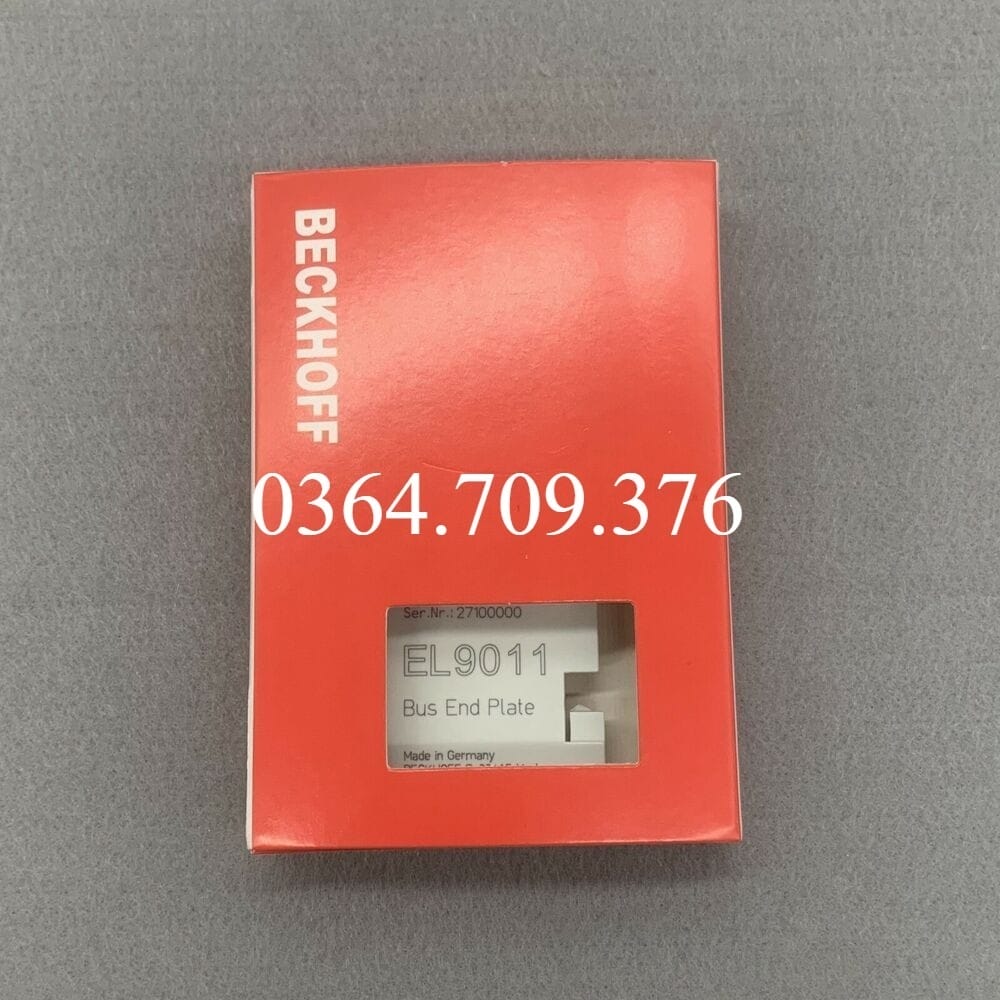 BECKHOFF
0364.709.376
Ser.Nr.: 27100000
EL9011
Bus End Plate
Made in Germany